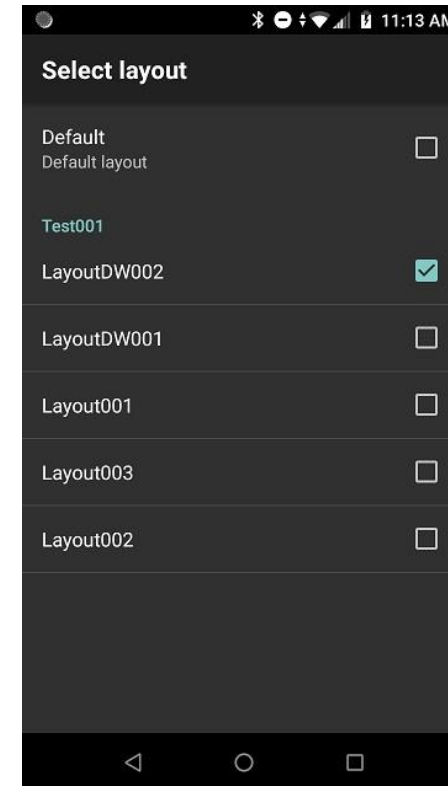 11:13 AM
Select layout
Default
Default layout
Test001
LayoutDW002
LayoutDW001
Layout001
Layout003
Layout002